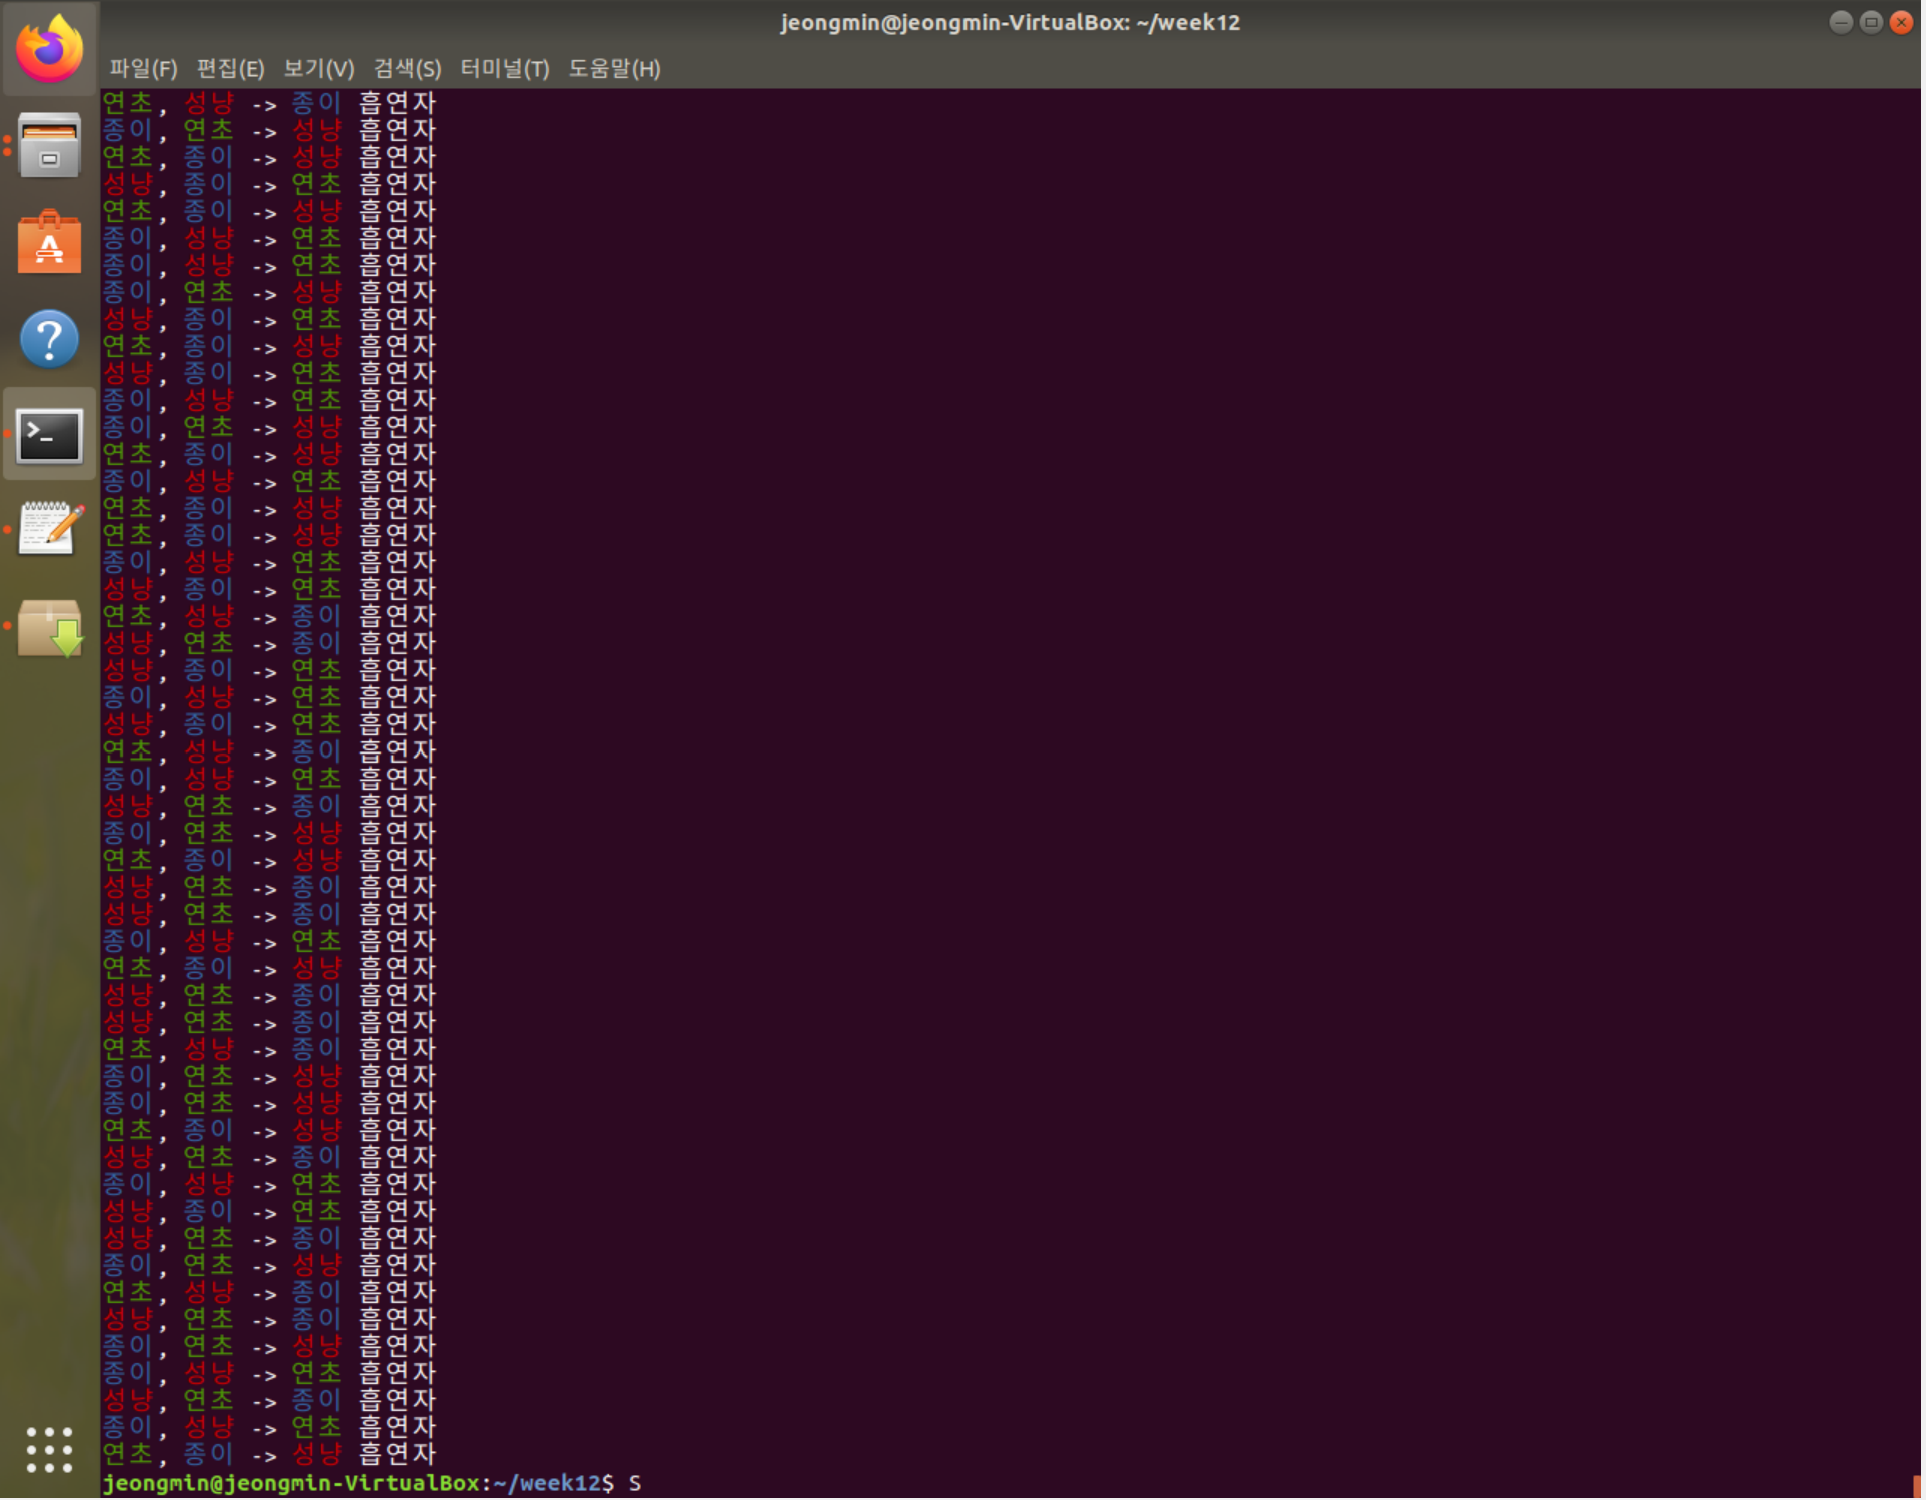 jeongmin@jeongmin-VirtualBox: ~/week12
파일(F) 편집(E) 보기(V) 검색(S) 터미널(T) 도움말(H)
연초, 성냥 -> 종이 흡연자
종이, 연초 -> 성냥 흡연자
연초, 종이 -> 성냥 흡연자
성냥, 종이 -> 연초 흡연자
연초, 종이 -> 성냥 흡연자
종이, 성냥 -> 연초 흡연자
종이, 성냥 -> 연초 흡연자
종이, 연초 -> 성냥 흡연자
성냥, 종이 -> 연초 흡연자
연초, 종이 -> 성냥 흡연자
성냥, 종이 -> 연초 흡연자
종이, 성냥 -> 연초 흡연자
종이, 연초 -> 성냥 흡연자
연초, 종이 -> 성냥 흡연자
종이, 성냥 -> 연초 흡연자
연초, 종이 -> 성냥 흡연자
연초, 종이 -> 성냥 흡연자
종이, 성냥 -> 연초 흡연자
성냥, 종이 -> 연초 흡연자
연초, 성냥 -> 종이 흡연자
성냥, 연초 -> 종이 흡연자
성냥, 종이 -> 연초 흡연자
종이, 성냥 -> 연초 흡연자
성냥, 종이 -> 연초 흡연자
연초, 성냥 -> 종이 흡연자
종이, 성냥 -> 연초 흡연자
성냥, 연초 -> 종이 흡연자
종이, 연초 -> 성냥 흡연자
연초, 종이 -> 성냥 흡연자
성냥, 연초 -> 종이 흡연자
성냥, 연초 -> 종이 흡연자
종이, 성냥 -> 연초 흡연자
연초, 종이 -> 성냥 흡연자
성냥, 연초 -> 종이 흡연자
성냥, 연초 -> 종이 흡연자
연초, 성냥 -> 종이 흡연자
종이, 연초 -> 성냥 흡연자
종이, 연초 -> 성냥 흡연자
연초, 종이 -> 성냥 흡연자
성냥, 연초 -> 종이 흡연자
종이, 성냥 -> 연초 흡연자
성냥, 종이 -> 연초 흡연자
성냥, 연초 -> 종이 흡연자
종이, 연초 -> 성냥 흡연자
연초, 성냥 -> 종이 흡연자
성냥, 연초 -> 종이 흡연자
종이, 연초 -> 성냥 흡연자
종이, 성냥 -> 연초 흡연자
성냥, 연초 -> 종이 흡연자
종이, 성냥 -> 연초 흡연자
연초, 종이 -> 성냥 흡연자
jeongmin@jeongmin-VirtualBox:~/week12$ S